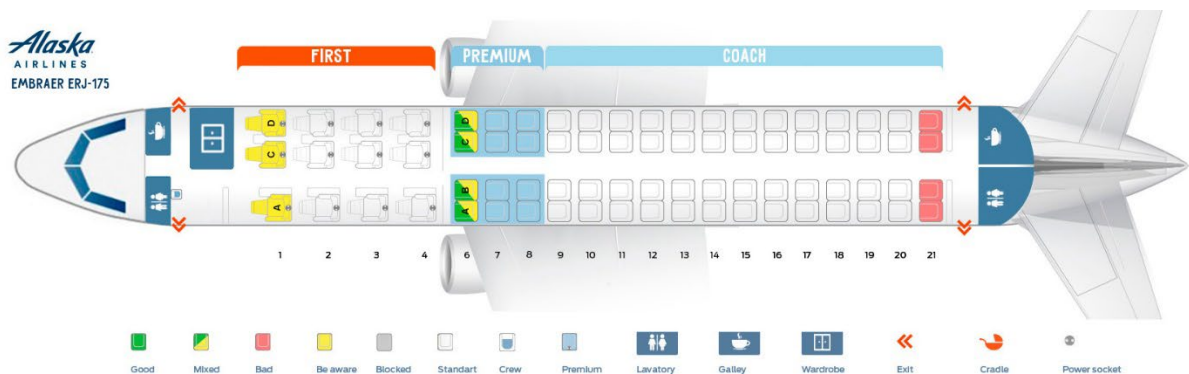 Alaska
AIRLINES
EMBRAER ERJ-175
FIRST PREMIUM COACH
D D
C C
B
A A
1 2 3 4 6 7 8 9 10 11 12 13 14 15 16 17 18 19 20 21
Good Mixed Bad Be aware Blocked Standart Crew Premium Lavatory Galley Wardrobe Exit Cradle Power socket